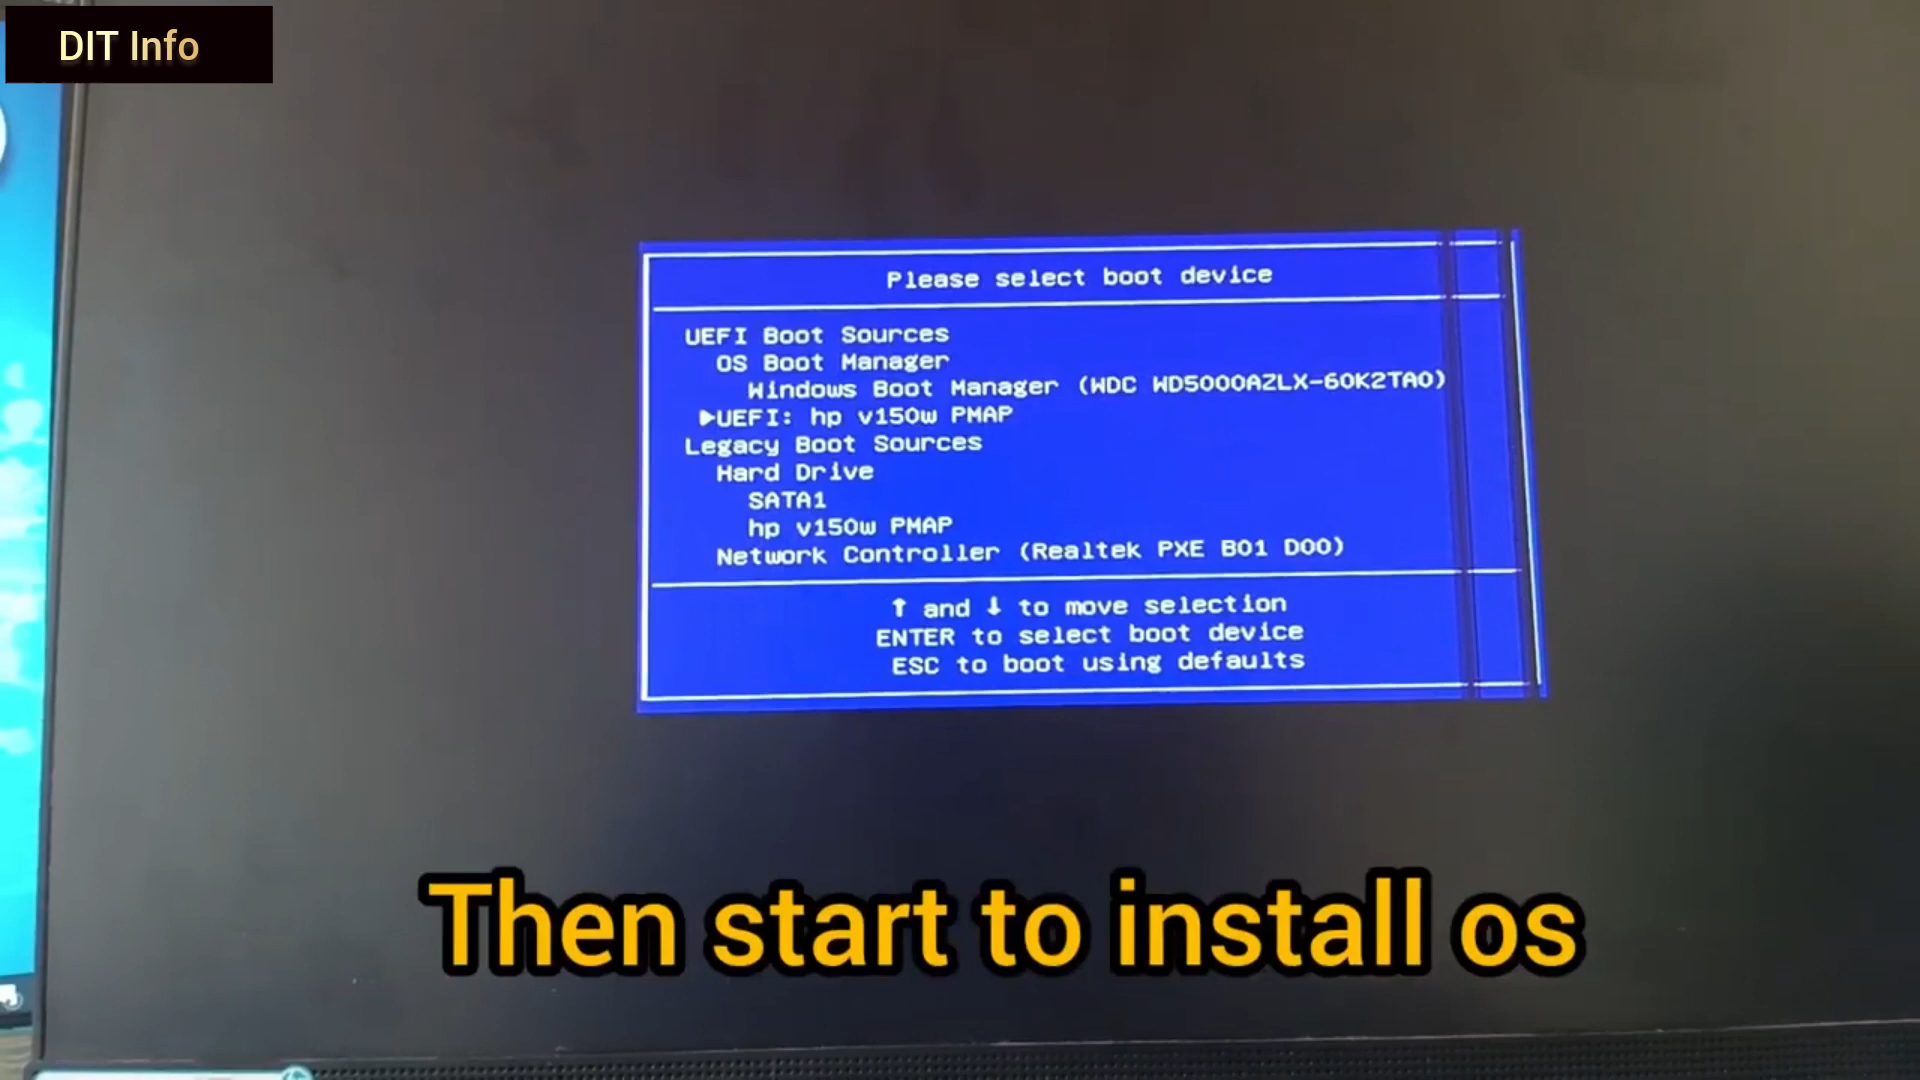 DIT Info
Please select boot device
UEFI Boot Sources
OS Boot Manager
Windows Boot Manager (WDC WD5000AZLX-60K2TA0)
►UEFI: hp v150w PMAP
Legacy Boot Sources
Hard Drive
SATA1
hp v150w PMAP
Network Controller (Realtek PXE B01 D00)
↑ and ↓ to move selection
ENTER to select boot device
ESC to boot using defaults
Then start to install os